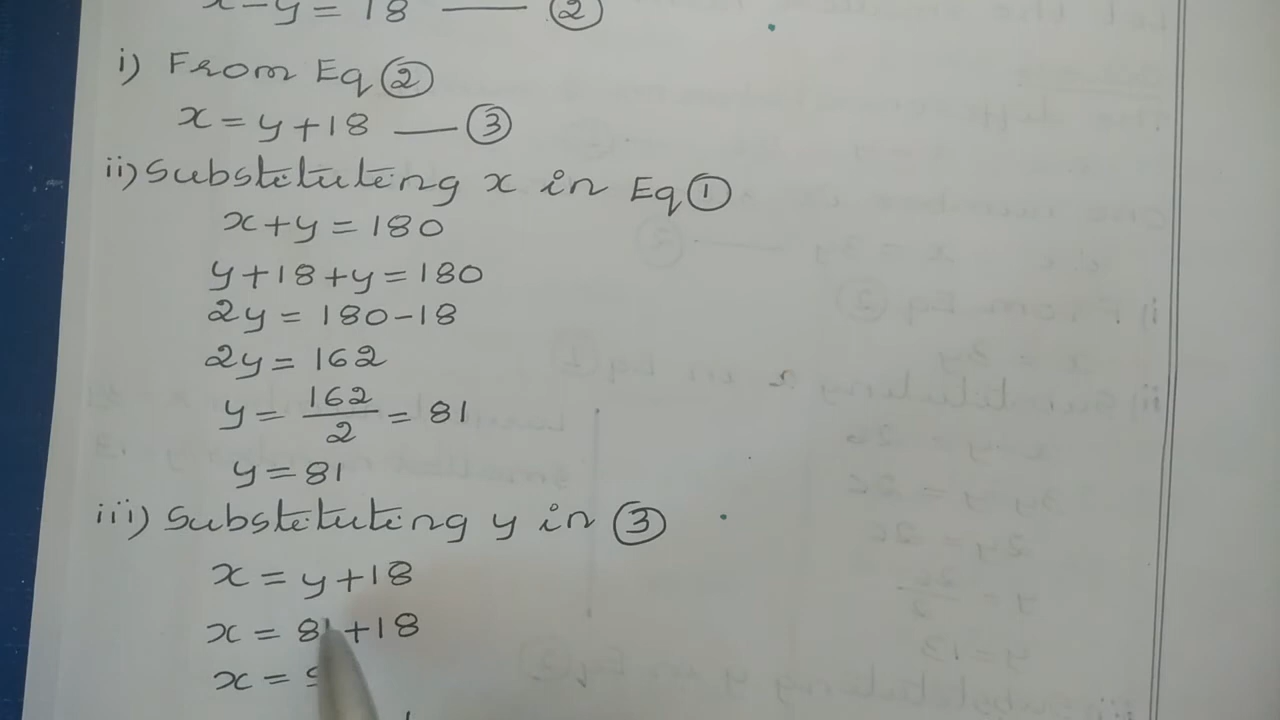 x-y = 18 —— ②
i) From Eq ②
x = y+18 —— ③
ii) Substituting x in Eq ①
x+y = 180
y+18+y = 180
2y = 180-18
2y = 162
y = 162/2 = 81
y = 81
iii) Substituting y in ③
x = y+18
x = 81+18
x =